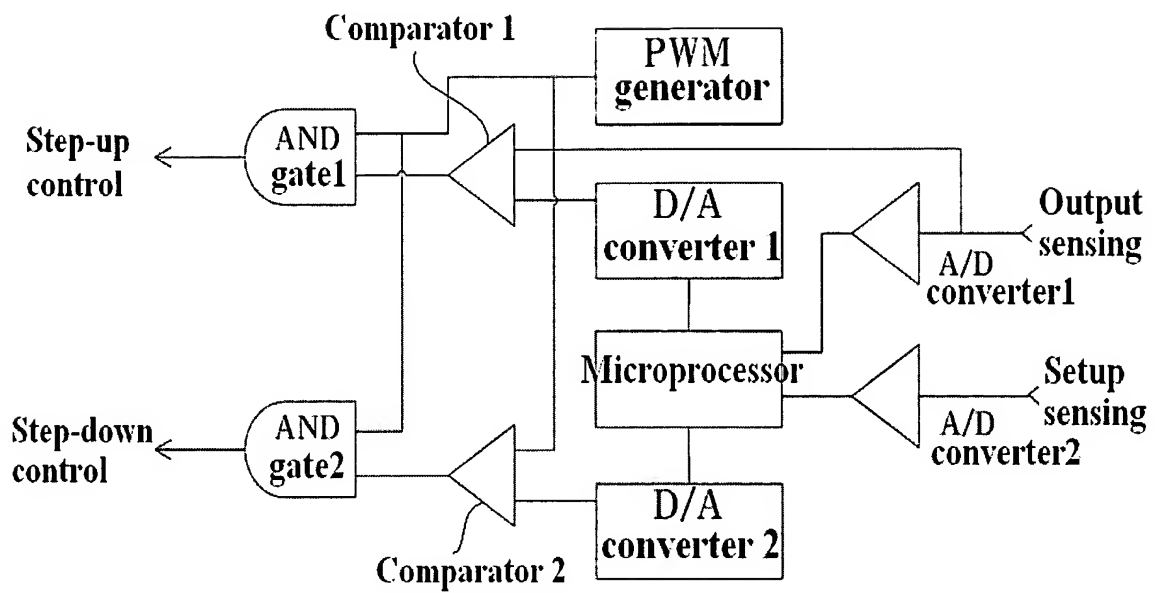 Comparator 1
PWM
generator
Step-up
control
AND
gate1
D/A
converter 1
Output
sensing
A/D
converter1
Microprocessor
Setup
sensing
A/D
converter2
Step-down
control
AND
gate2
D/A
converter 2
Comparator 2